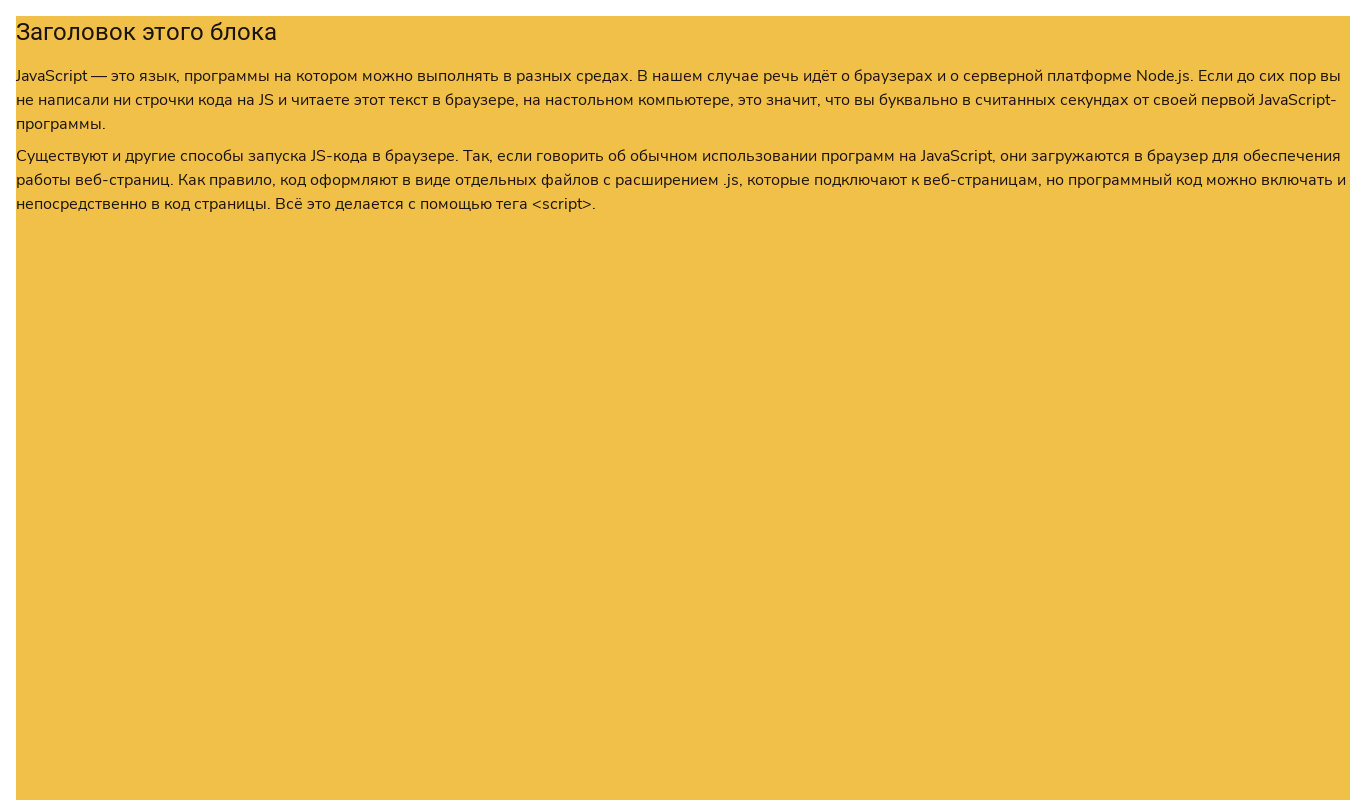 Заголовок этого блока
JavaScript — это язык, программы на котором можно выполнять в разных средах. В нашем случае речь идёт о браузерах и о серверной платформе Node.js. Если до сих пор вы
не написали ни строчки кода на JS и читаете этот текст в браузере, на настольном компьютере, это значит, что вы буквально в считанных секундах от своей первой JavaScript-
программы.
Существуют и другие способы запуска JS-кода в браузере. Так, если говорить об обычном использовании программ на JavaScript, они загружаются в браузер для обеспечения
работы веб-страниц. Как правило, код оформляют в виде отдельных файлов с расширением .js, которые подключают к веб-страницам, но программный код можно включать и
непосредственно в код страницы. Всё это делается с помощью тега <script>.